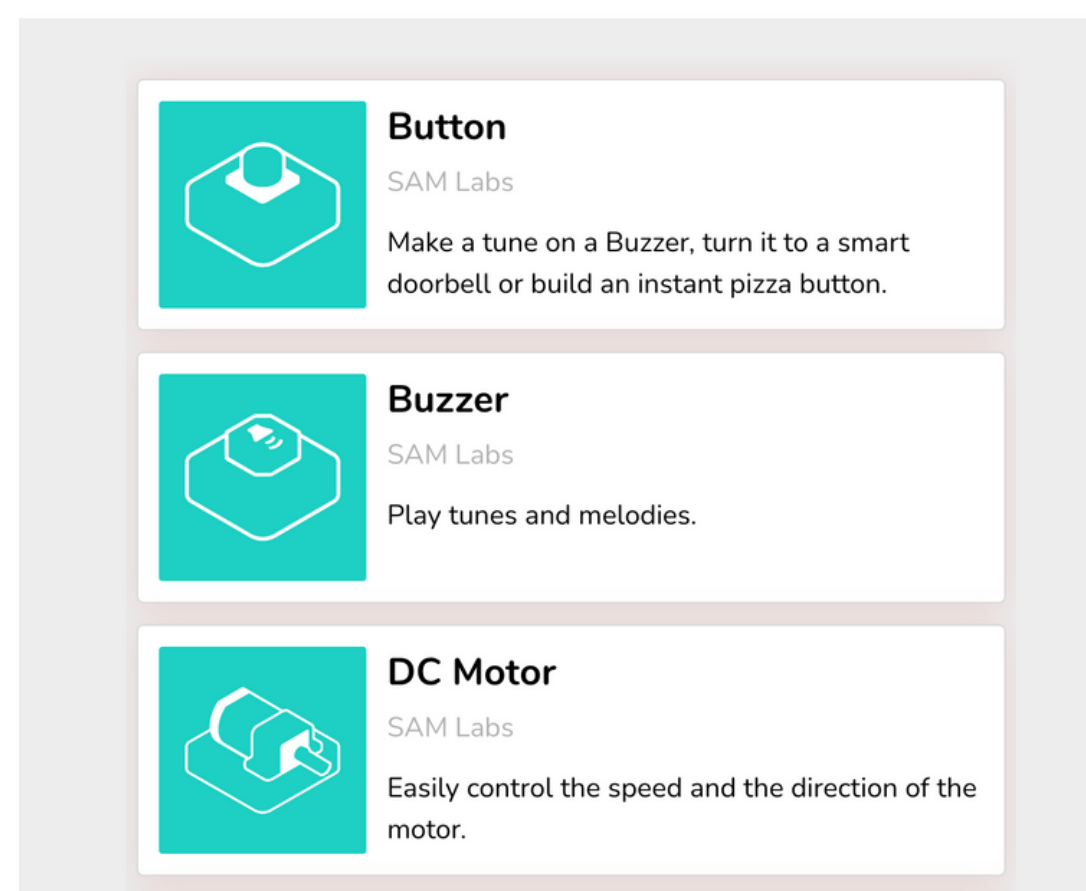 Button
SAM Labs
Make a tune on a Buzzer, turn it to a smart
doorbell or build an instant pizza button.
Buzzer
SAM Labs
Play tunes and melodies.
DC Motor
SAM Labs
Easily control the speed and the direction of the
motor.